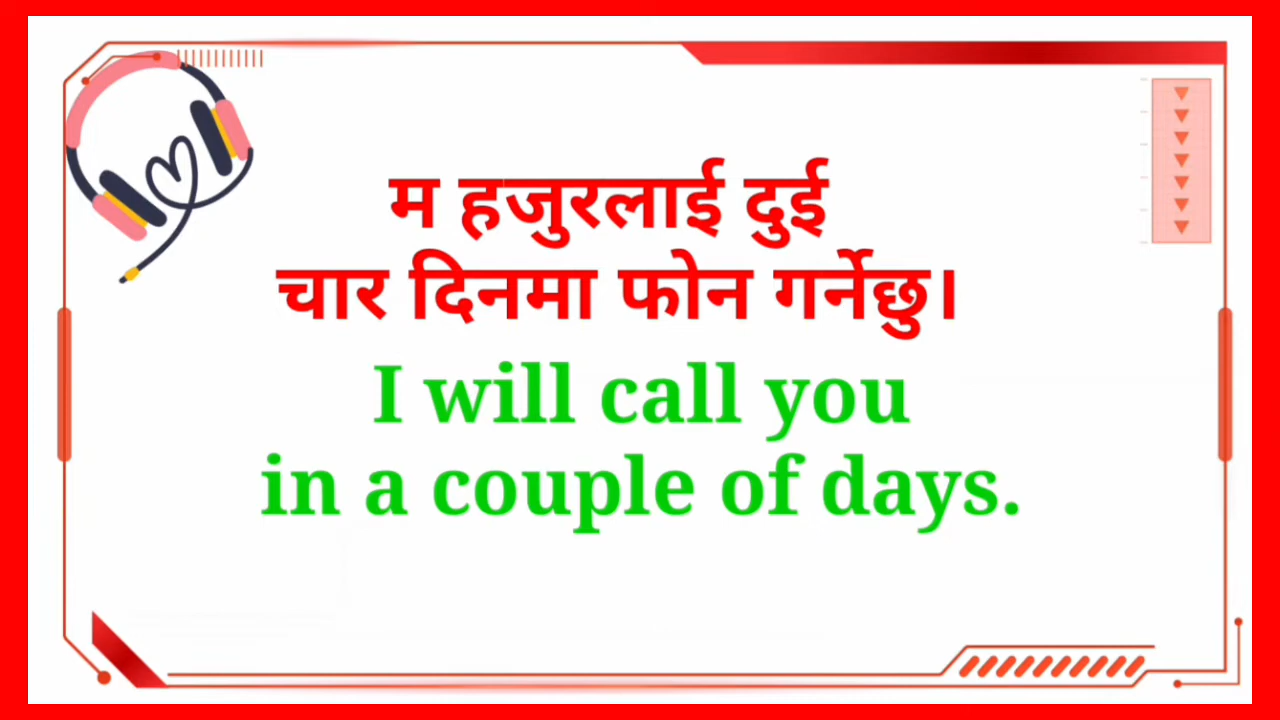 म हजुरलाई दुई
चार दिनमा फोन गर्नेछु।
I will call you
in a couple of days.